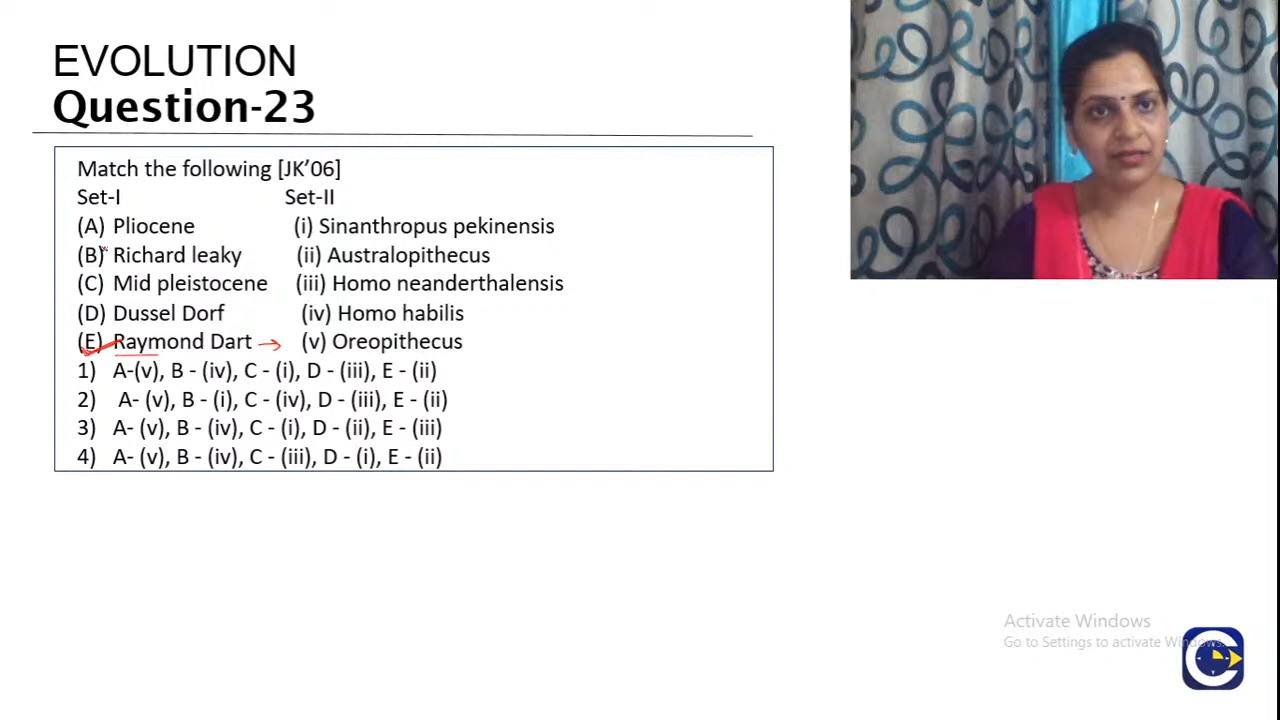 EVOLUTION
Question-23
Match the following [JK’06]
Set-I Set-II
(A) Pliocene (i) Sinanthropus pekinensis
(B) Richard leaky (ii) Australopithecus
(C) Mid pleistocene (iii) Homo neanderthalensis
(D) Dussel Dorf (iv) Homo habilis
(E) Raymond Dart → (v) Oreopithecus
1) A-(v), B - (iv), C - (i), D - (iii), E - (ii)
2) A- (v), B - (i), C - (iv), D - (iii), E - (ii)
3) A- (v), B - (iv), C - (i), D - (ii), E - (iii)
4) A- (v), B - (iv), C - (iii), D - (i), E - (ii)
Activate Windows
Go to Settings to activate Windows.